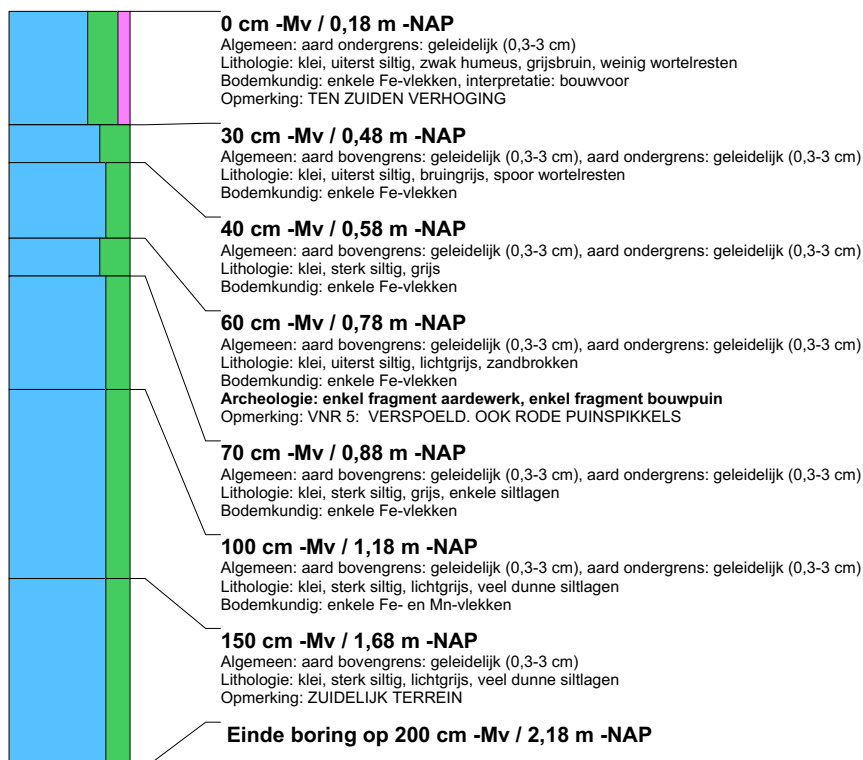 0 cm -Mv / 0,18 m -NAP
Algemeen: aard ondergrens: geleidelijk (0,3-3 cm)
Lithologie: klei, uiterst siltig, zwak humeus, grijsbruin, weinig wortelresten
Bodemkundig: enkele Fe-vlekken, interpretatie: bouwvoor
Opmerking: TEN ZUIDEN VERHOGING
30 cm -Mv / 0,48 m -NAP
Algemeen: aard bovengrens: geleidelijk (0,3-3 cm), aard ondergrens: geleidelijk (0,3-3 cm)
Lithologie: klei, uiterst siltig, bruingrijs, spoor wortelresten
Bodemkundig: enkele Fe-vlekken
40 cm -Mv / 0,58 m -NAP
Algemeen: aard bovengrens: geleidelijk (0,3-3 cm), aard ondergrens: geleidelijk (0,3-3 cm)
Lithologie: klei, sterk siltig, grijs
Bodemkundig: enkele Fe-vlekken
60 cm -Mv / 0,78 m -NAP
Algemeen: aard bovengrens: geleidelijk (0,3-3 cm), aard ondergrens: geleidelijk (0,3-3 cm)
Lithologie: klei, uiterst siltig, lichtgrijs, zandbrokken
Bodemkundig: enkele Fe-vlekken
Archeologie: enkel fragment aardewerk, enkel fragment bouwpuin
Opmerking: VNR 5:  VERSPOELD. OOK RODE PUINSPIKKELS
70 cm -Mv / 0,88 m -NAP
Algemeen: aard bovengrens: geleidelijk (0,3-3 cm), aard ondergrens: geleidelijk (0,3-3 cm)
Lithologie: klei, sterk siltig, grijs, enkele siltlagen
Bodemkundig: enkele Fe-vlekken
100 cm -Mv / 1,18 m -NAP
Algemeen: aard bovengrens: geleidelijk (0,3-3 cm), aard ondergrens: geleidelijk (0,3-3 cm)
Lithologie: klei, sterk siltig, lichtgrijs, veel dunne siltlagen
Bodemkundig: enkele Fe- en Mn-vlekken
150 cm -Mv / 1,68 m -NAP
Algemeen: aard bovengrens: geleidelijk (0,3-3 cm)
Lithologie: klei, sterk siltig, lichtgrijs, veel dunne siltlagen
Opmerking: ZUIDELIJK TERREIN
Einde boring op 200 cm -Mv / 2,18 m -NAP